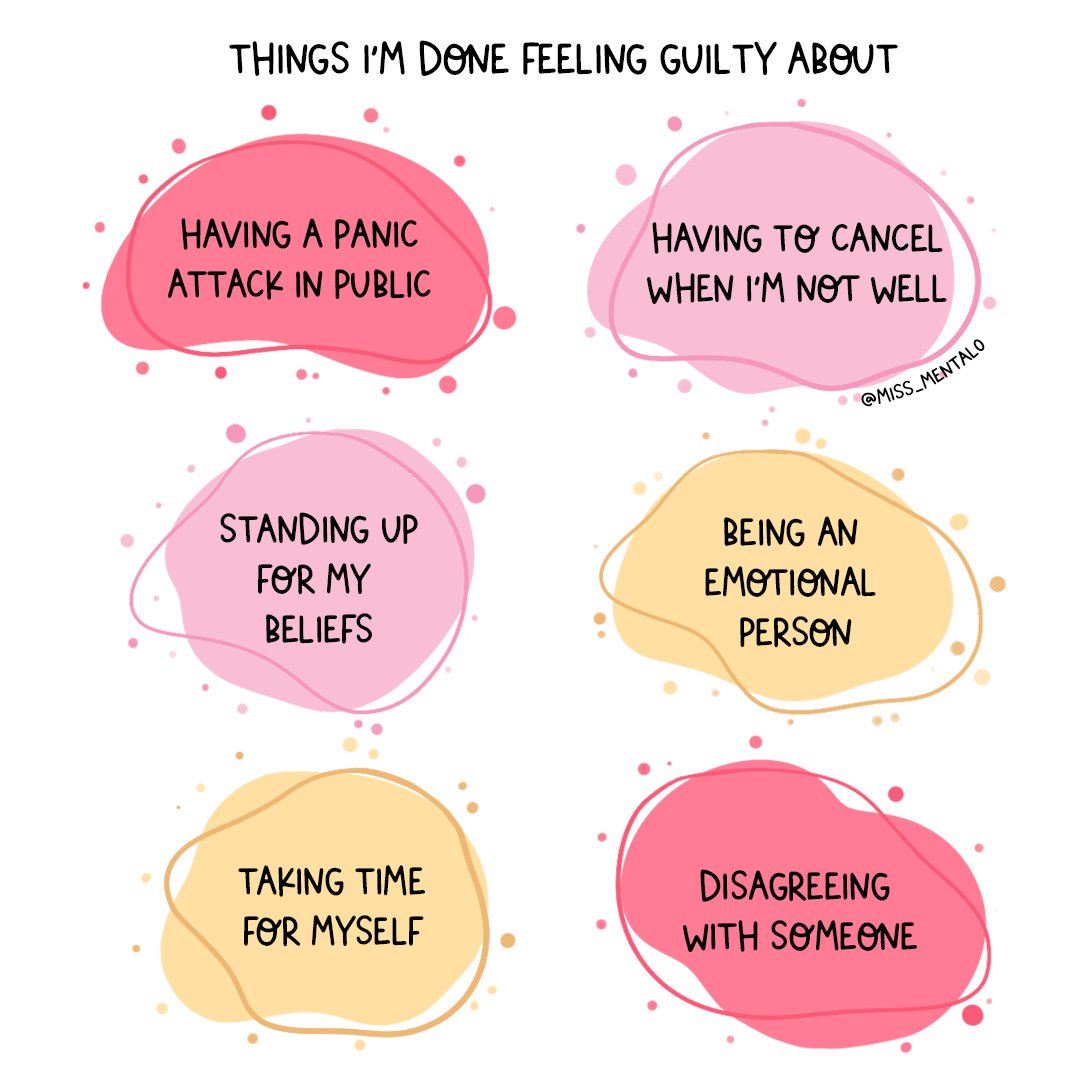 THINGS I'M DONE FEELING GUILTY ABOUT
HAVING A PANIC
ATTACK IN PUBLIC
HAVING TO CANCEL
WHEN I'M NOT WELL
@MISS_MENTALO
STANDING UP
FOR MY
BELIEFS
BEING AN
EMOTIONAL
PERSON
TAKING TIME
FOR MYSELF
DISAGREEING
WITH SOMEONE